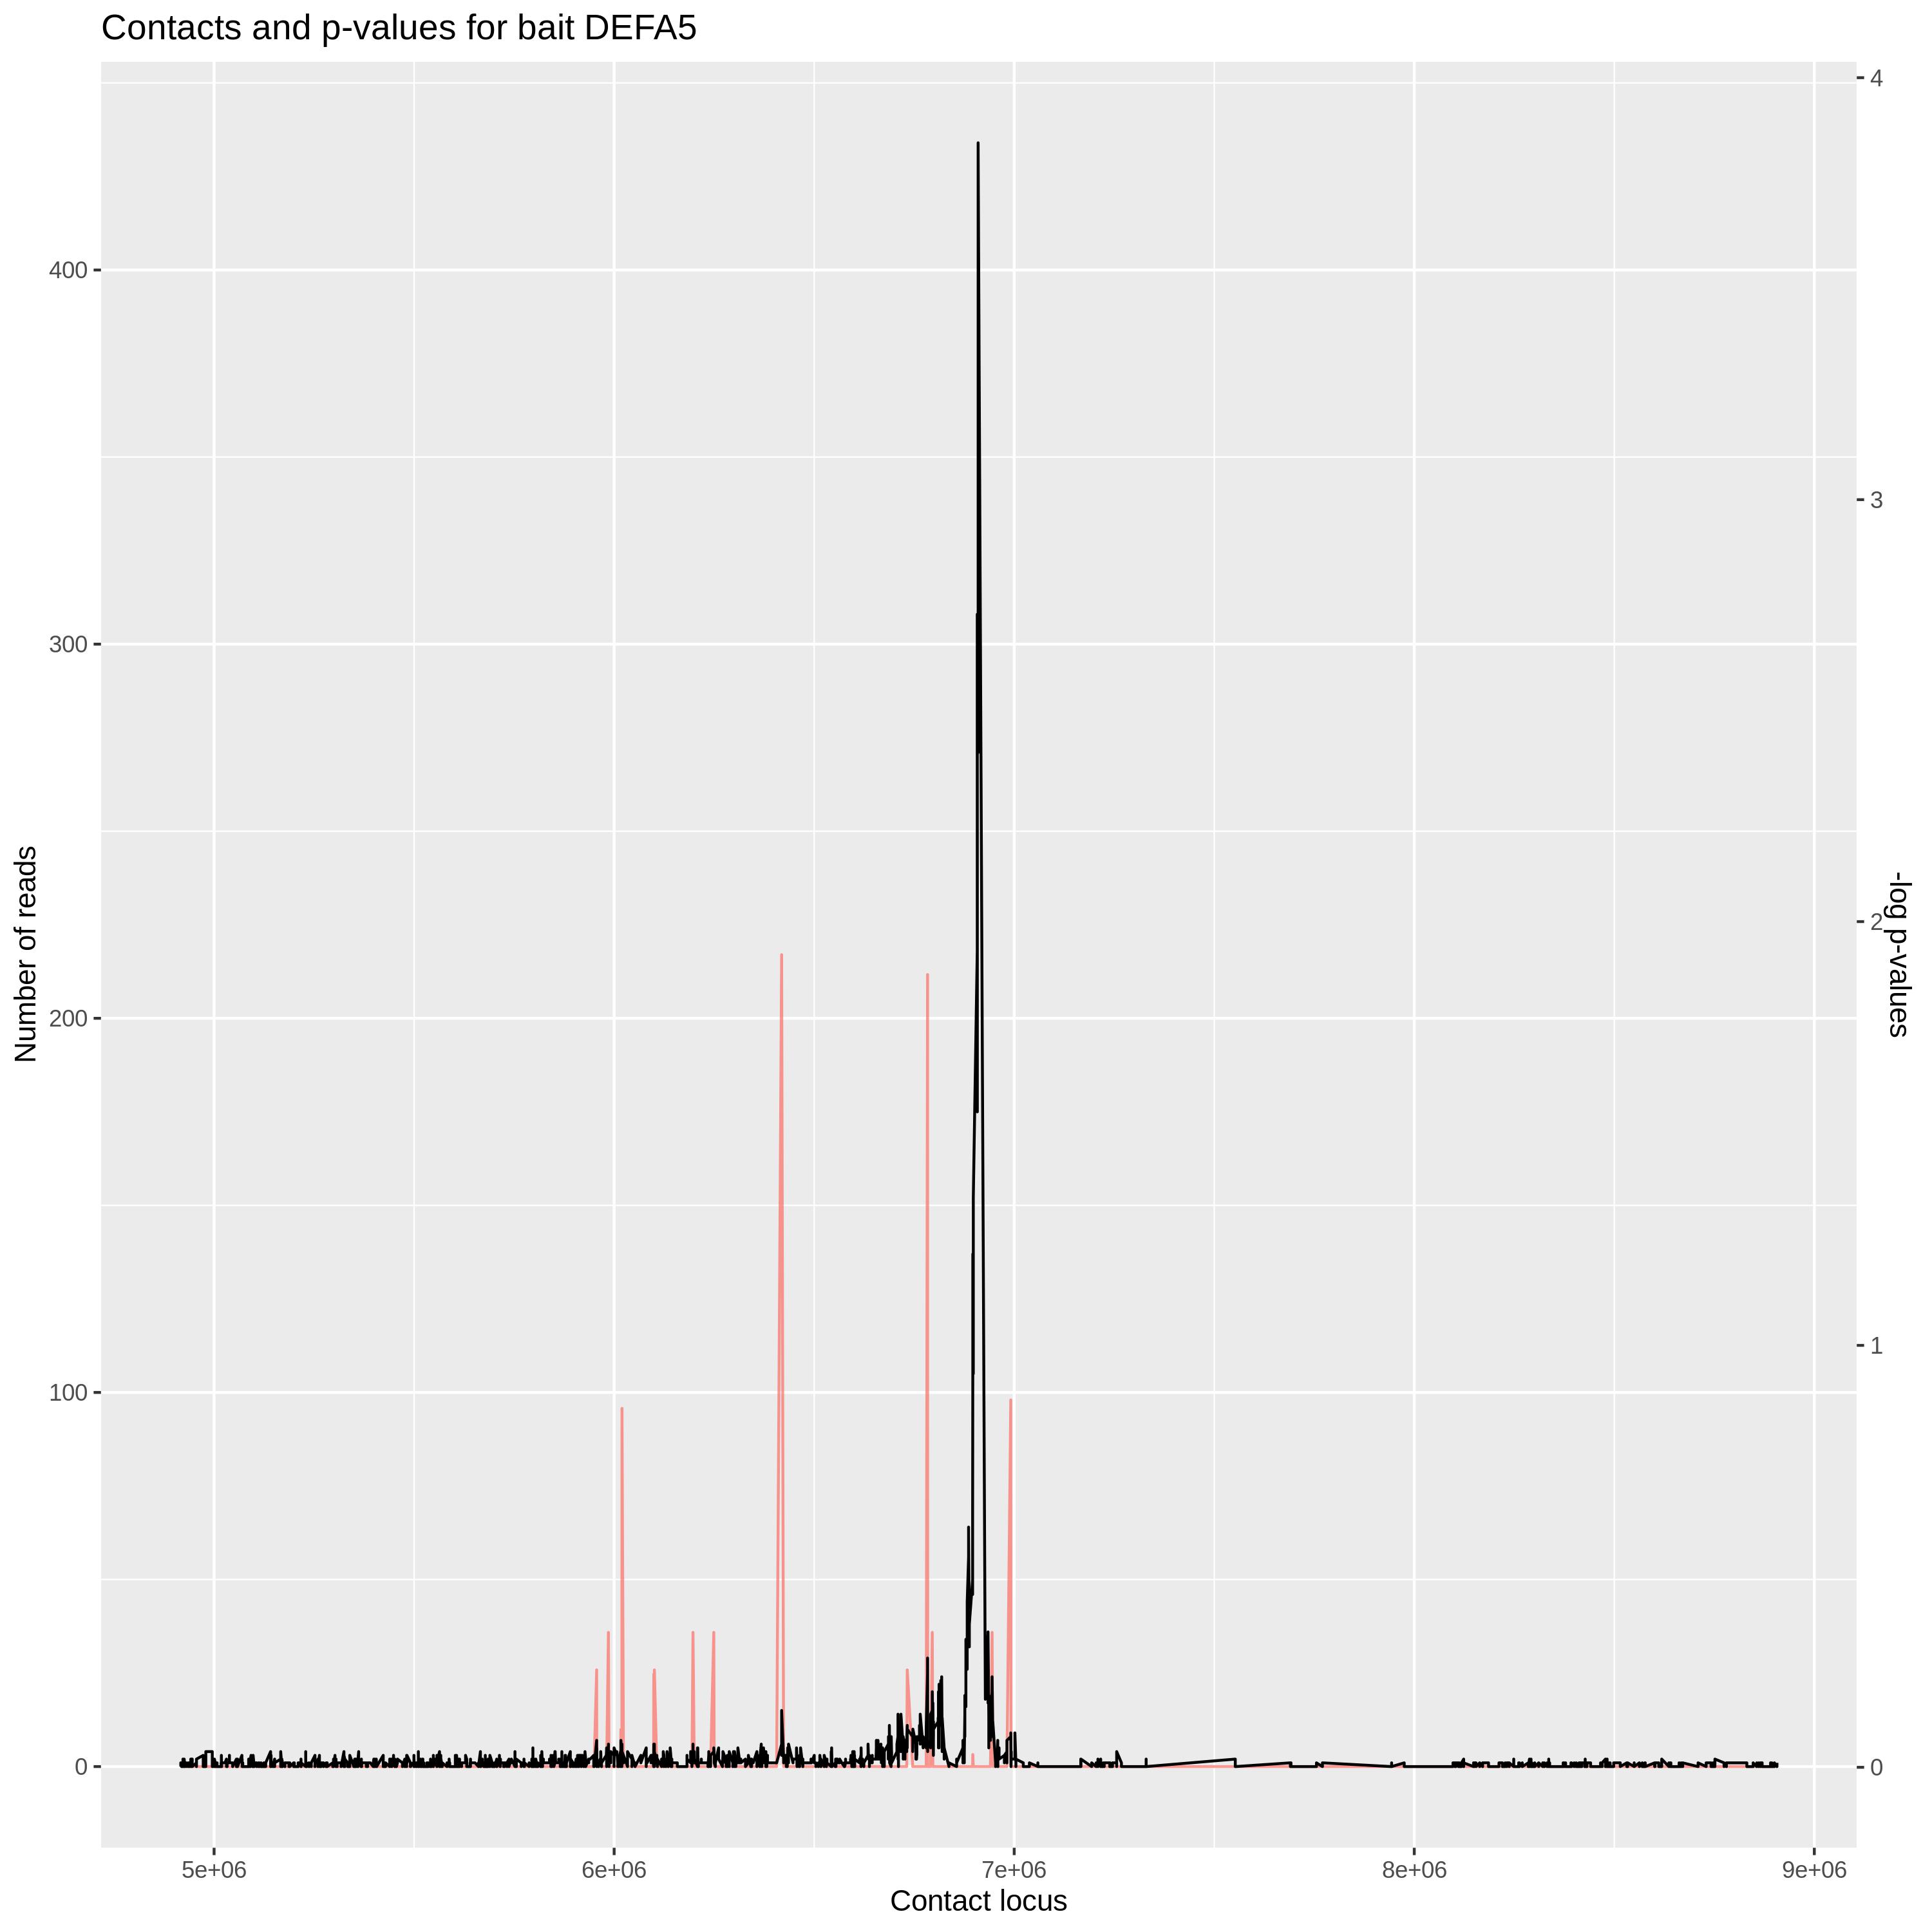 Contacts and p-values for bait DEFA5
4
400
3
300
Number of reads
-log p-values
2
200
1
100
0
0
5e+06
6e+06
7e+06
8e+06
9e+06
Contact locus